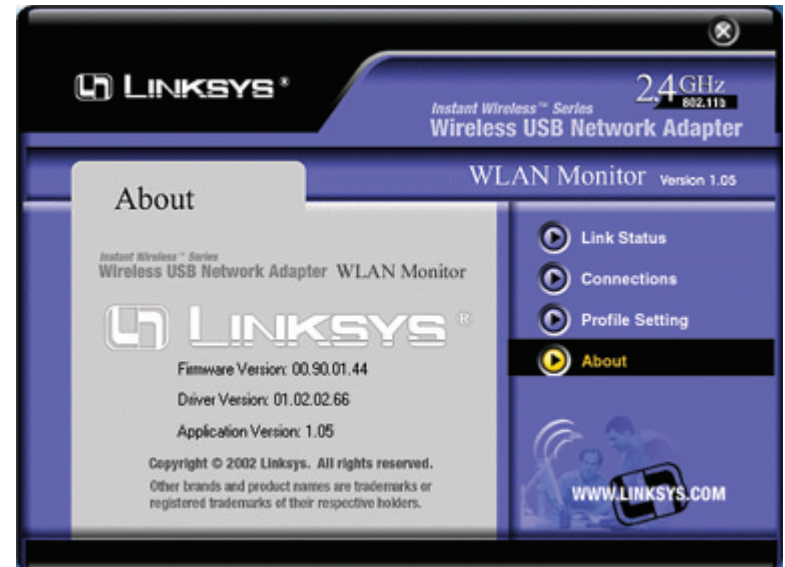 LINKSYS®
2.4GHz
802.11b
Instant Wireless™ Series
Wireless USB Network Adapter
WLAN Monitor Version 1.05
About
Instant Wireless™ Series
Wireless USB Network Adapter WLAN Monitor
LINKSYS®
Firmware Version: 00.90.01.44
Driver Version: 01.02.02.66
Application Version: 1.05
Copyright © 2002 Linksys. All rights reserved.
Other brands and product names are trademarks or
registered trademarks of their respective holders.
Link Status
Connections
Profile Setting
About
WWW.LINKSYS.COM